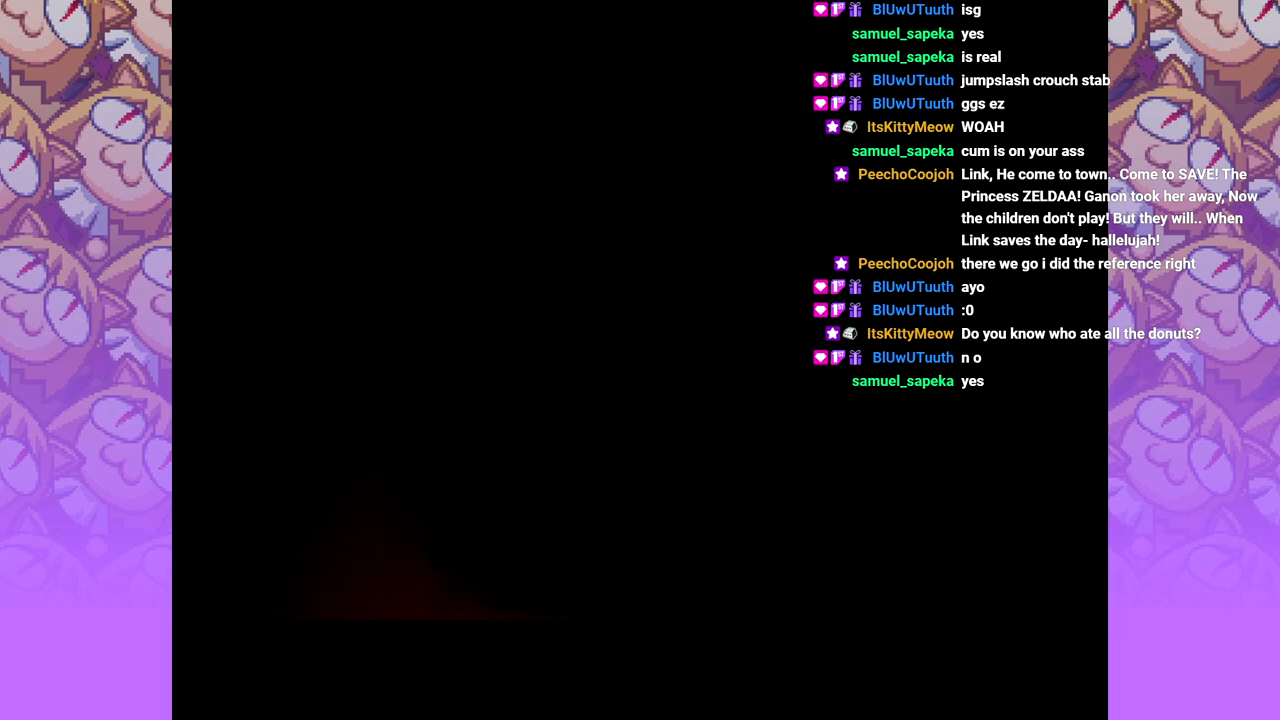 BlUwUTuuth isg
samuel_sapeka yes
samuel_sapeka is real
BlUwUTuuth jumpslash crouch stab
BlUwUTuuth ggs ez
ItsKittyMeow WOAH
samuel_sapeka cum is on your ass
PeechoCoojoh Link, He come to town.. Come to SAVE! The
Princess ZELDAA! Ganon took her away, Now
the children don't play! But they will.. When
Link saves the day- hallelujah!
PeechoCoojoh there we go i did the reference right
BlUwUTuuth ayo
BlUwUTuuth :0
ItsKittyMeow Do you know who ate all the donuts?
BlUwUTuuth n o
samuel_sapeka yes